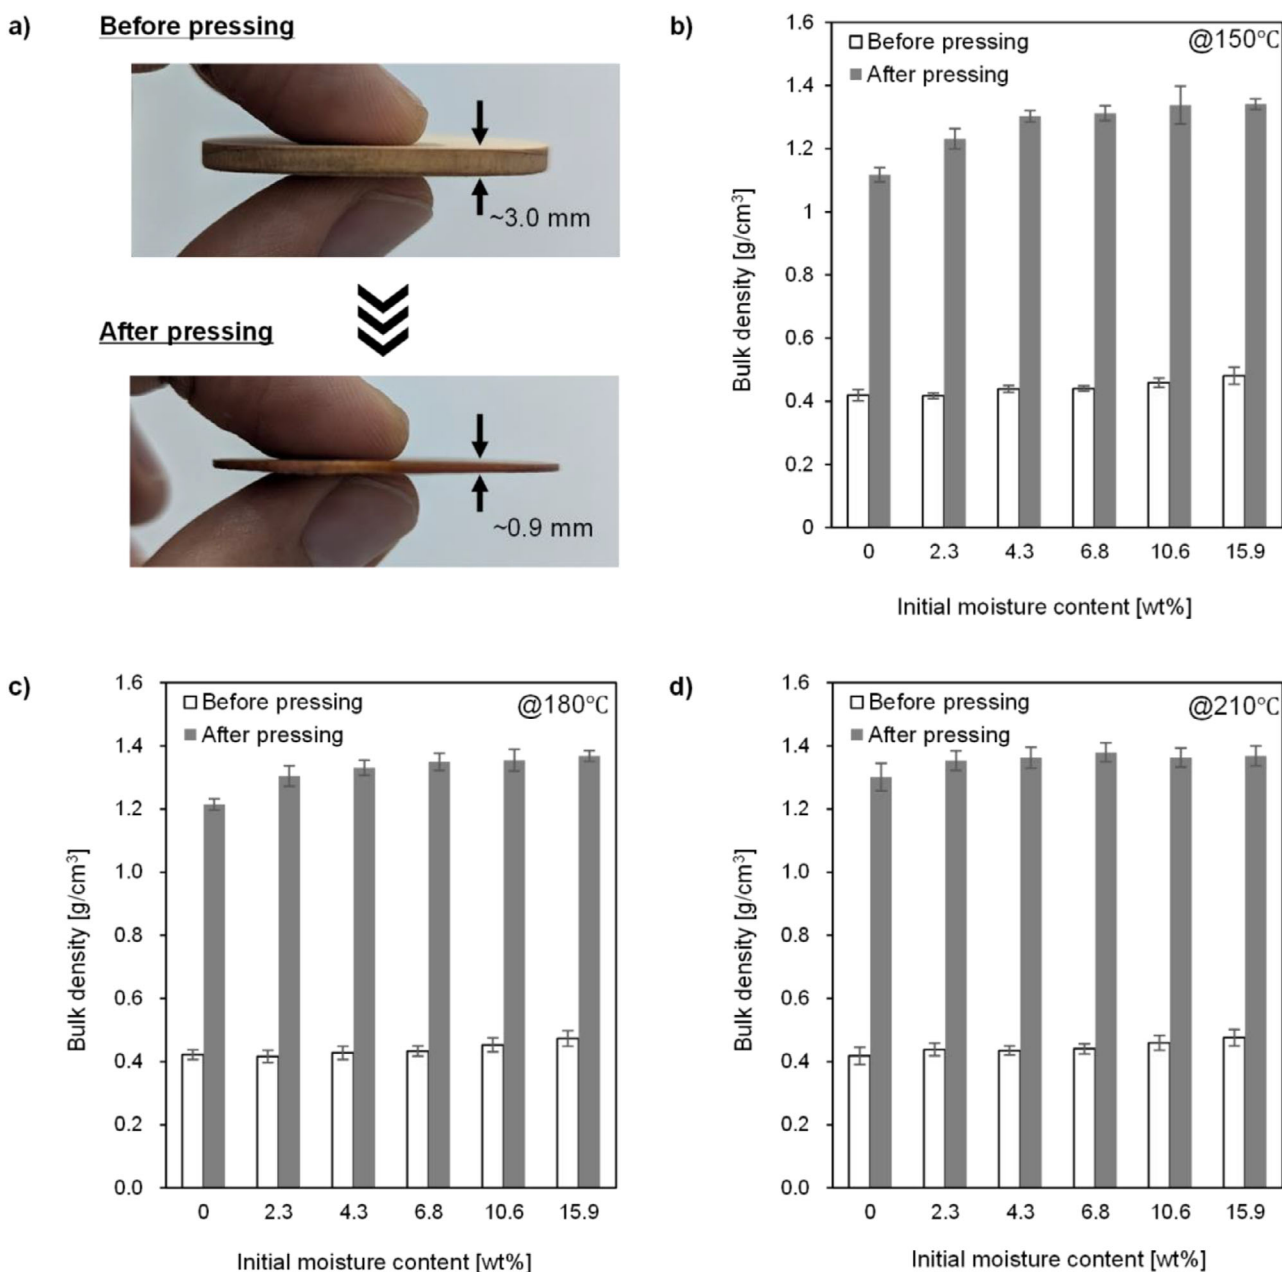 a)
Before pressing
~3.0 mm
After pressing
~0.9 mm
b)
@150℃
Before pressing
After pressing
Bulk density [g/cm³]
1.6
1.4
1.2
1
0.8
0.6
0.4
0.2
0
0 2.3 4.3 6.8 10.6 15.9
Initial moisture content [wt%]
c)
@180℃
Before pressing
After pressing
Bulk density [g/cm³]
1.6
1.4
1.2
1.0
0.8
0.6
0.4
0.2
0.0
0 2.3 4.3 6.8 10.6 15.9
Initial moisture content [wt%]
d)
@210℃
Before pressing
After pressing
Bulk density [g/cm³]
1.6
1.4
1.2
1.0
0.8
0.6
0.4
0.2
0.0
0 2.3 4.3 6.8 10.6 15.9
Initial moisture content [wt%]